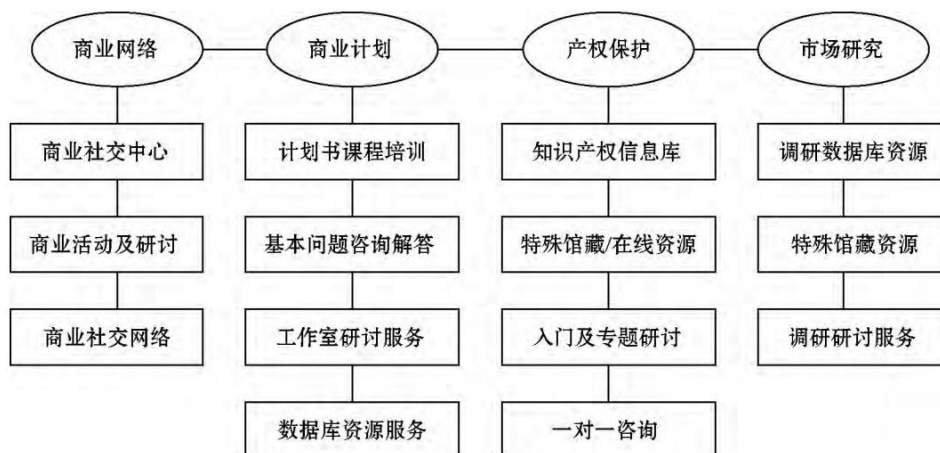 商业网络
商业计划
产权保护
市场研究
商业社交中心
计划书课程培训
知识产权信息库
调研数据库资源
商业活动及研讨
基本问题咨询解答
特殊馆藏/在线资源
特殊馆藏资源
商业社交网络
工作室研讨服务
入门及专题研讨
调研研讨服务
数据库资源服务
一对一咨询